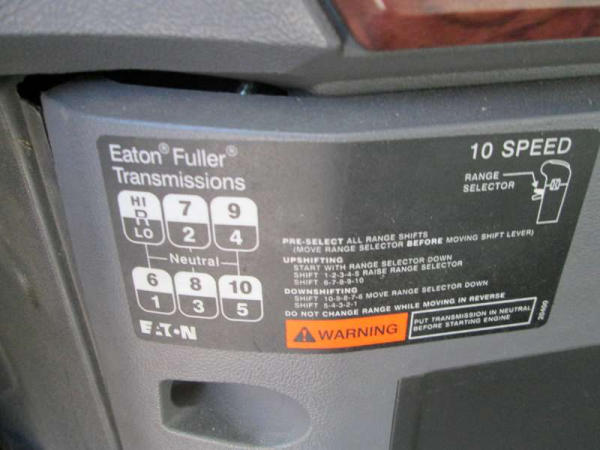 Eaton® Fuller®
Transmissions
10 SPEED
RANGE
SELECTOR
HI 7 9
R
LO 2 4
Neutral
6 8 10
1 3 5
EATON
PRE-SELECT ALL RANGE SHIFTS
(MOVE RANGE SELECTOR BEFORE MOVING SHIFT LEVER)
UPSHIFTING
START WITH RANGE SELECTOR DOWN
SHIFT 1-2-3-4-5 RAISE RANGE SELECTOR
SHIFT 6-7-8-9-10
DOWNSHIFTING
SHIFT 10-9-8-7-6 MOVE RANGE SELECTOR DOWN
SHIFT 5-4-3-2-1
DO NOT CHANGE RANGE WHILE MOVING IN REVERSE
WARNING
PUT TRANSMISSION IN NEUTRAL
BEFORE STARTING ENGINE